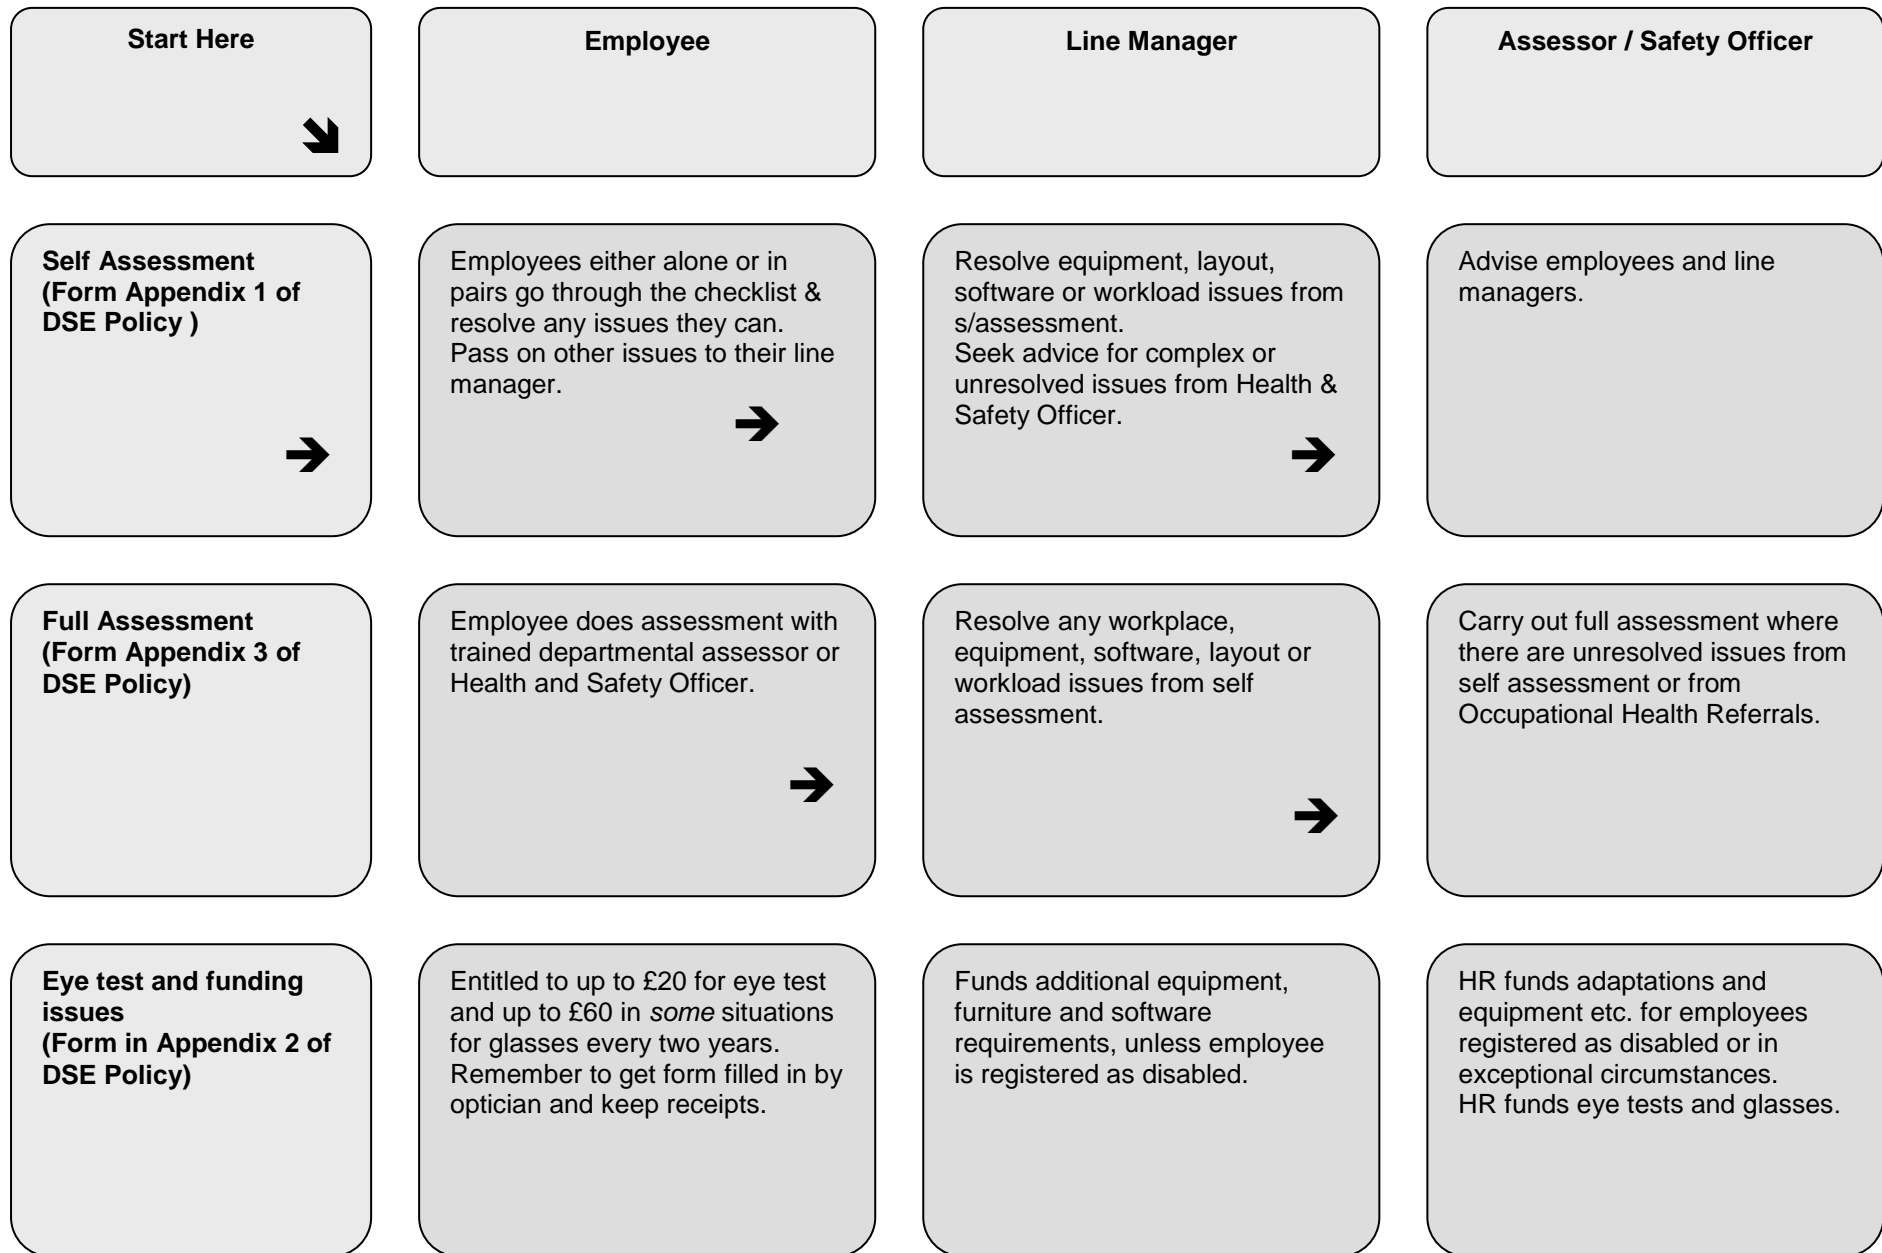 Start Here
Employee
Line Manager
Assessor / Safety Officer
Self Assessment
(Form Appendix 1 of
DSE Policy )
Employees either alone or in
pairs go through the checklist &
resolve any issues they can.
Pass on other issues to their line
manager.
Resolve equipment, layout,
software or workload issues from
s/assessment.
Seek advice for complex or
unresolved issues from Health &
Safety Officer.
Advise employees and line
managers.
Full Assessment
(Form Appendix 3 of
DSE Policy)
Employee does assessment with
trained departmental assessor or
Health and Safety Officer.
Resolve any workplace,
equipment, software, layout or
workload issues from self
assessment.
Carry out full assessment where
there are unresolved issues from
self assessment or from
Occupational Health Referrals.
Eye test and funding
issues
(Form in Appendix 2 of
DSE Policy)
Entitled to up to £20 for eye test
and up to £60 in some situations
for glasses every two years.
Remember to get form filled in by
optician and keep receipts.
Funds additional equipment,
furniture and software
requirements, unless employee
is registered as disabled.
HR funds adaptations and
equipment etc. for employees
registered as disabled or in
exceptional circumstances.
HR funds eye tests and glasses.